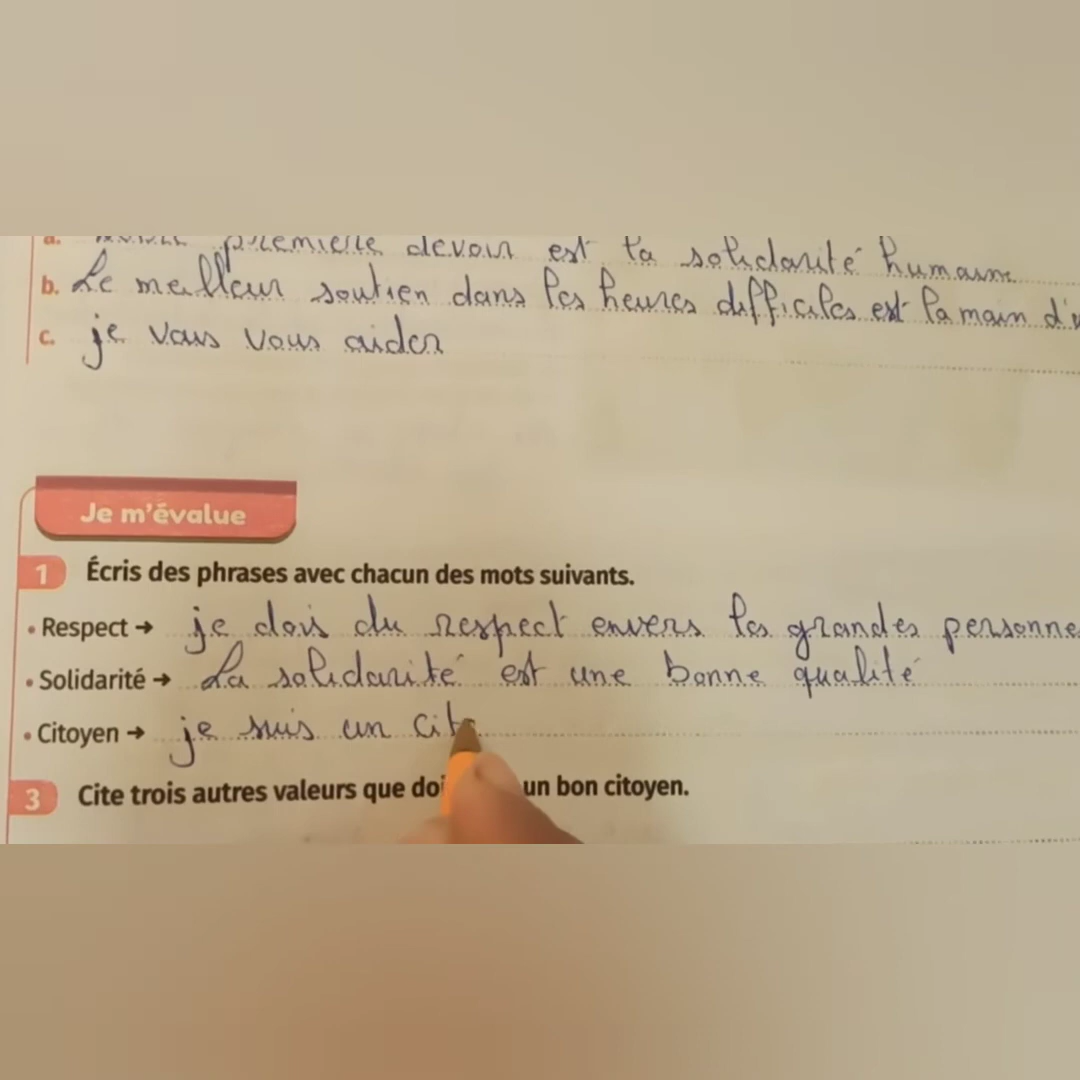 a. premielle devoir est la solidarité humaine
b. Le meilleur soutien dans les heures difficiles est la main
c. je vais vous aider
Je m'évalue
1 Écris des phrases avec chacun des mots suivants.
• Respect → je dois du respect envers les grandes personne
• Solidarité → La solidarité est une bonne qualité
• Citoyen → je suis un cit
3 Cite trois autres valeurs que doi un bon citoyen.